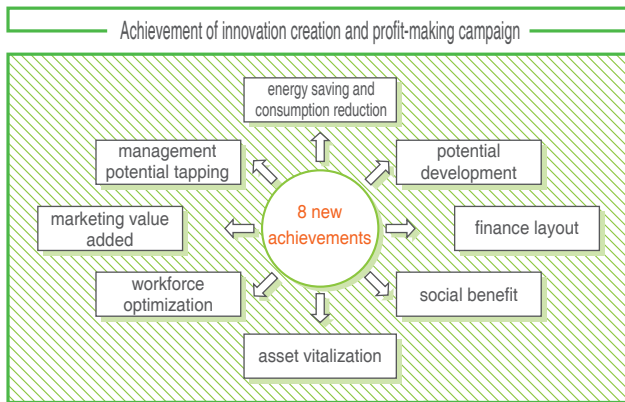 Achievement of innovation creation and profit-making campaign
energy saving and
consumption reduction
management
potential tapping
potential
development
marketing value
added
8 new
achievements
finance layout
workforce
optimization
social benefit
asset vitalization